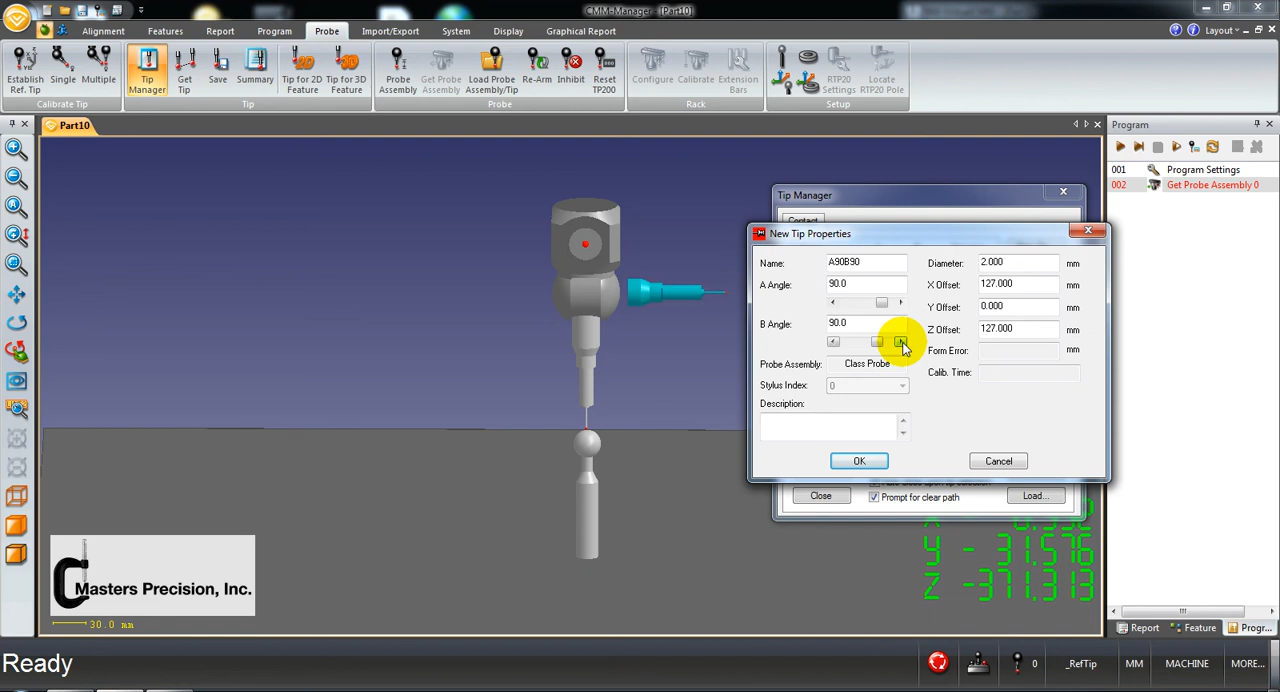 CMM-Manager - [Part10]
Alignment Features Report Program Probe Import/Export System Display Graphical Report Layout
Establish Ref. Tip Single Multiple Tip Manager Get Tip Save Summary Tip for 2D Feature Tip for 3D Feature Probe Assembly Get Probe Assembly Load Probe Assembly/Tip Re-Arm Inhibit Reset TP200 Configure Calibrate Extension Bars RTP20 Settings Locate RTP20 Pole
Calibrate Tip Tip Probe Rack Setup
Part10
Program
001 Program Settings
002 Get Probe Assembly 0
Tip Manager
Contact
New Tip Properties
Name: A90B90 Diameter: 2.000 mm
A Angle: 90.0 X Offset: 127.000 mm
Y Offset: 0.000 mm
B Angle: 90.0 Z Offset: 127.000 mm
Form Error: mm
Probe Assembly: Class Probe Calib. Time:
Stylus Index: 0
Description:
OK Cancel
Close Prompt for clear path Load...
Y - 31.576
Z -371.313
C Masters Precision, Inc.
30.0 mm
Report Feature Progr...
Ready 0 _RefTip MM MACHINE MORE...